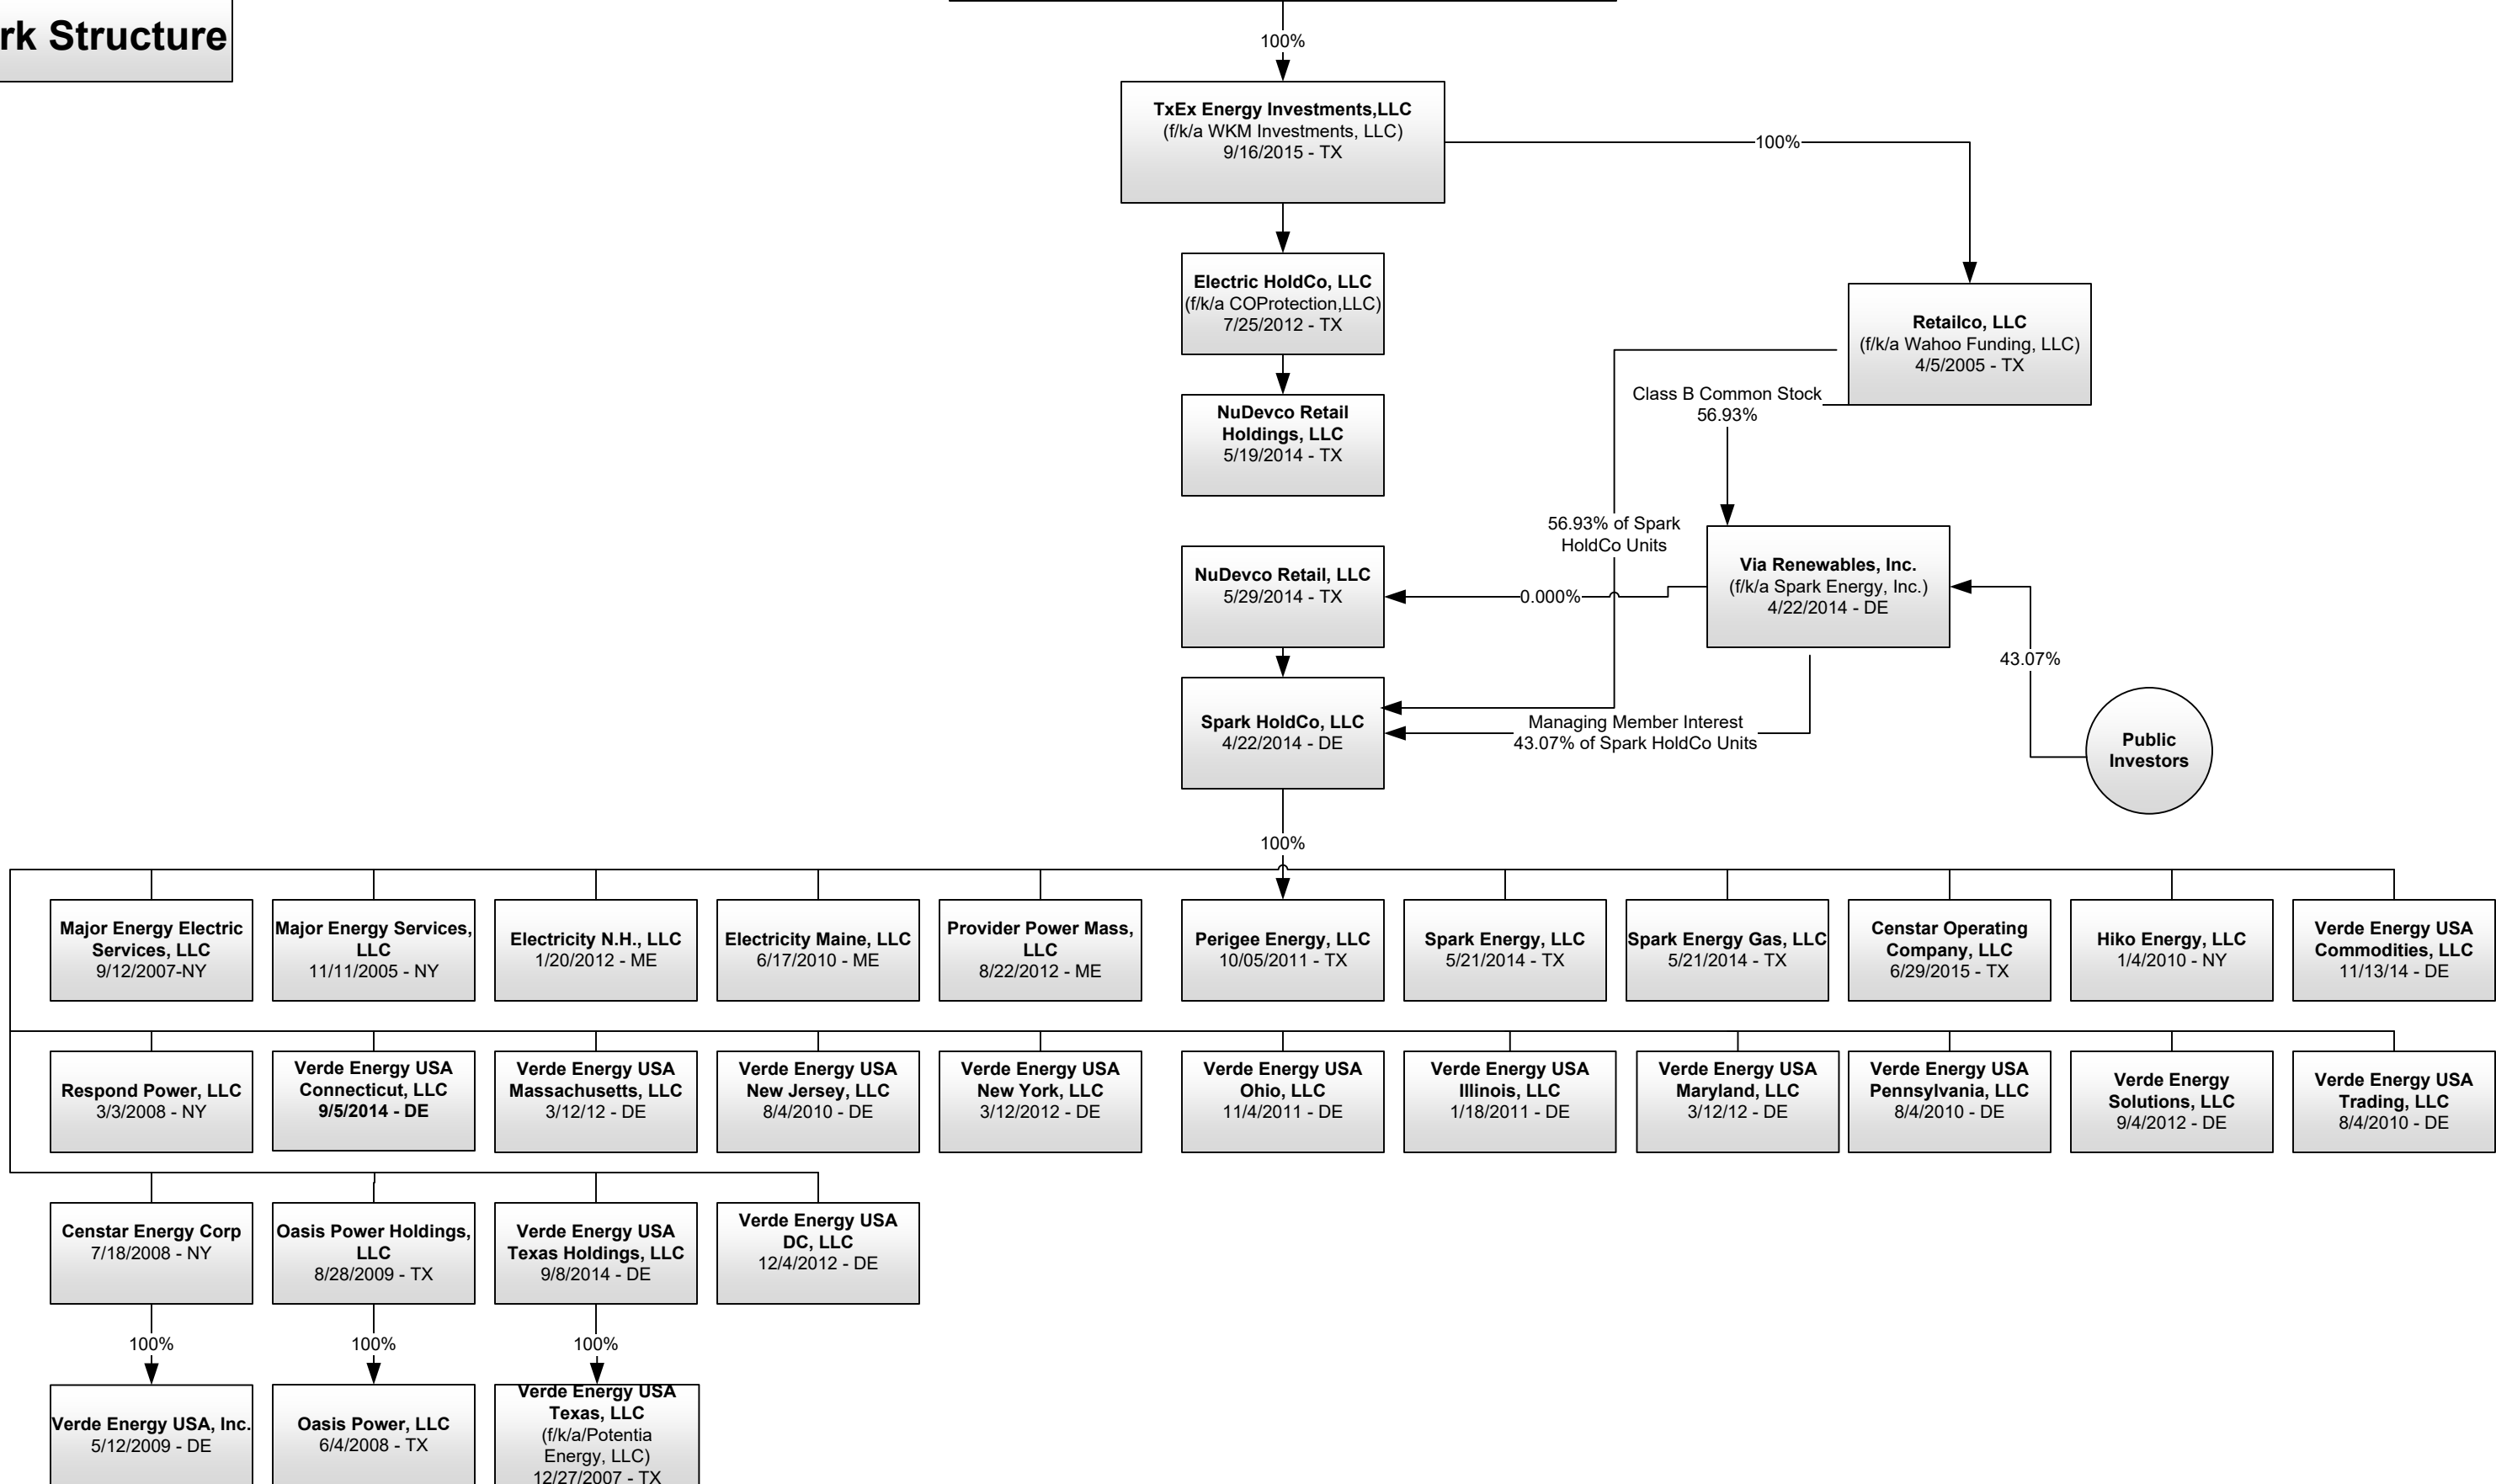 rk Structure
100%
TxEx Energy Investments,LLC
(f/k/a WKM Investments, LLC)
9/16/2015 - TX
100%
Electric HoldCo, LLC
(f/k/a COProtection,LLC)
7/25/2012 - TX
Retailco, LLC
(f/k/a Wahoo Funding, LLC)
4/5/2005 - TX
NuDevco Retail
Holdings, LLC
5/19/2014 - TX
Class B Common Stock
56.93%
56.93% of Spark
HoldCo Units
NuDevco Retail, LLC
5/29/2014 - TX
0.000%
Via Renewables, Inc.
(f/k/a Spark Energy, Inc.)
4/22/2014 - DE
43.07%
Spark HoldCo, LLC
4/22/2014 - DE
Managing Member Interest
43.07% of Spark HoldCo Units
Public
Investors
100%
Major Energy Electric
Services, LLC
9/12/2007-NY
Major Energy Services,
LLC
11/11/2005 - NY
Electricity N.H., LLC
1/20/2012 - ME
Electricity Maine, LLC
6/17/2010 - ME
Provider Power Mass,
LLC
8/22/2012 - ME
Perigee Energy, LLC
10/05/2011 - TX
Spark Energy, LLC
5/21/2014 - TX
Spark Energy Gas, LLC
5/21/2014 - TX
Censtar Operating
Company, LLC
6/29/2015 - TX
Hiko Energy, LLC
1/4/2010 - NY
Verde Energy USA
Commodities, LLC
11/13/14 - DE
Respond Power, LLC
3/3/2008 - NY
Verde Energy USA
Connecticut, LLC
9/5/2014 - DE
Verde Energy USA
Massachusetts, LLC
3/12/12 - DE
Verde Energy USA
New Jersey, LLC
8/4/2010 - DE
Verde Energy USA
New York, LLC
3/12/2012 - DE
Verde Energy USA
Ohio, LLC
11/4/2011 - DE
Verde Energy USA
Illinois, LLC
1/18/2011 - DE
Verde Energy USA
Maryland, LLC
3/12/12 - DE
Verde Energy USA
Pennsylvania, LLC
8/4/2010 - DE
Verde Energy
Solutions, LLC
9/4/2012 - DE
Verde Energy USA
Trading, LLC
8/4/2010 - DE
Censtar Energy Corp
7/18/2008 - NY
Oasis Power Holdings,
LLC
8/28/2009 - TX
Verde Energy USA
Texas Holdings, LLC
9/8/2014 - DE
Verde Energy USA
DC, LLC
12/4/2012 - DE
100%
100%
100%
Verde Energy USA, Inc.
5/12/2009 - DE
Oasis Power, LLC
6/4/2008 - TX
Verde Energy USA
Texas, LLC
(f/k/a/Potentia
Energy, LLC)
12/27/2007 - TX